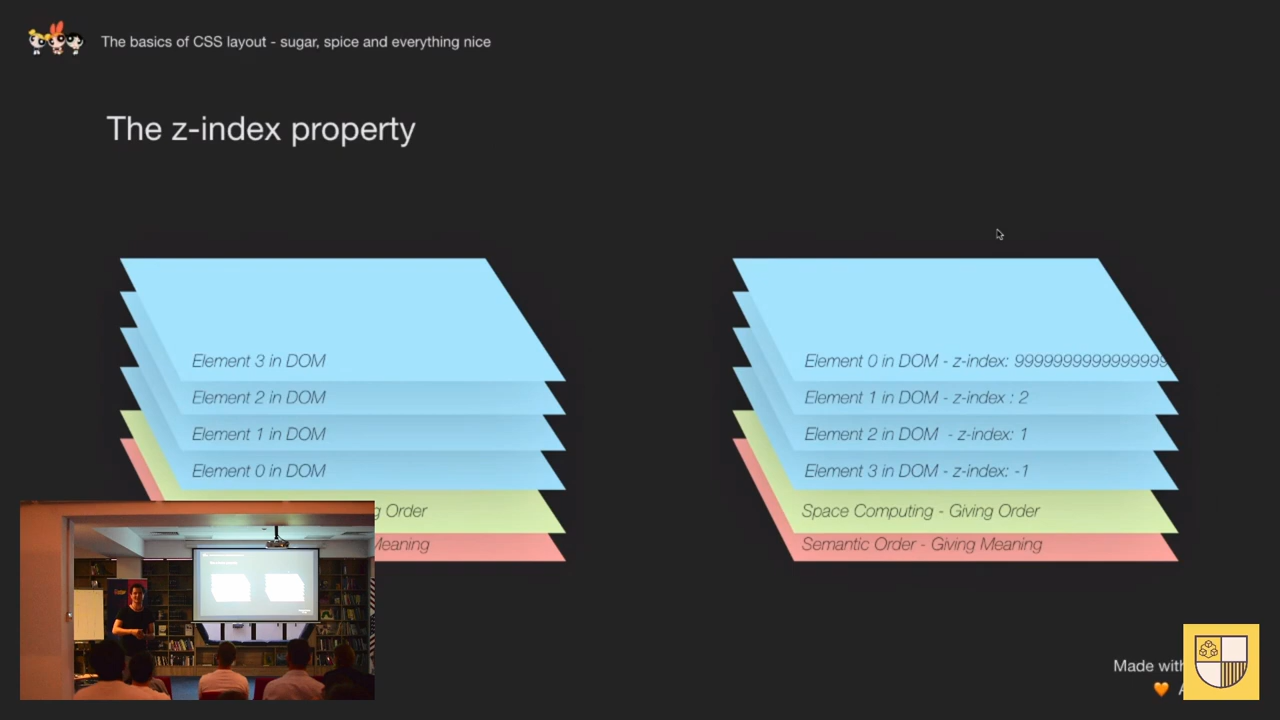 The basics of CSS layout - sugar, spice and everything nice
The z-index property
Element 3 in DOM
Element 2 in DOM
Element 1 in DOM
Element 0 in DOM
Order
Meaning
Element 0 in DOM - z-index: 9999999999999999
Element 1 in DOM - z-index : 2
Element 2 in DOM - z-index: 1
Element 3 in DOM - z-index: -1
Space Computing - Giving Order
Semantic Order - Giving Meaning
Made with
🧡